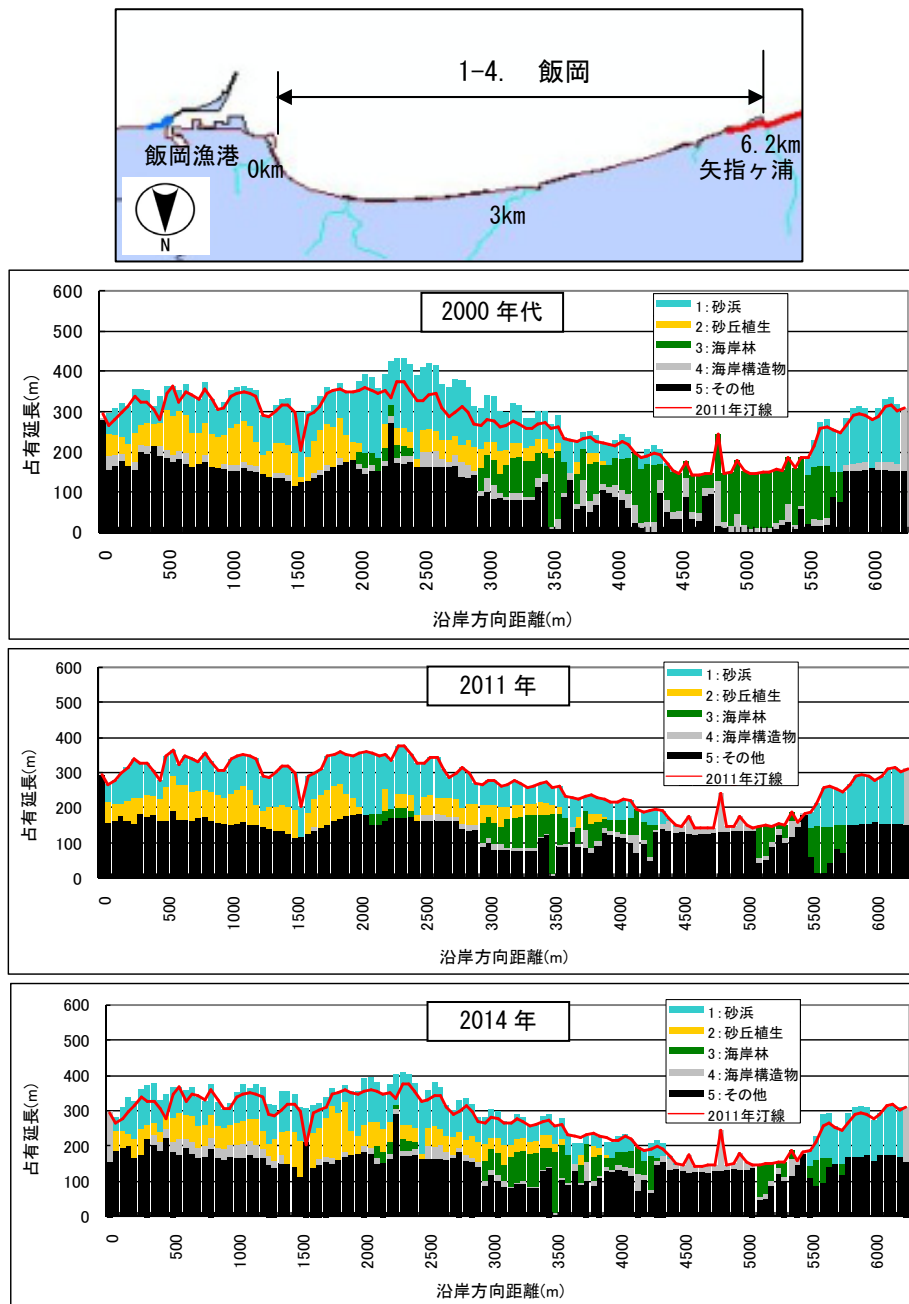 1-4. 飯岡
飯岡漁港
0km
3km
6.2km
矢指ヶ浦
N
2000 年代
占有延長(m)
600
500
400
300
200
100
0
1:砂浜
2:砂丘植生
3:海岸林
4:海岸構造物
5:その他
2011年汀線
0
500
1000
1500
2000
2500
3000
3500
4000
4500
5000
5500
6000
沿岸方向距離(m)
2011 年
占有延長(m)
600
500
400
300
200
100
0
1:砂浜
2:砂丘植生
3:海岸林
4:海岸構造物
5:その他
2011年汀線
0
500
1000
1500
2000
2500
3000
3500
4000
4500
5000
5500
6000
沿岸方向距離(m)
2014 年
占有延長(m)
600
500
400
300
200
100
0
1:砂浜
2:砂丘植生
3:海岸林
4:海岸構造物
5:その他
2011年汀線
0
500
1000
1500
2000
2500
3000
3500
4000
4500
5000
5500
6000
沿岸方向距離(m)